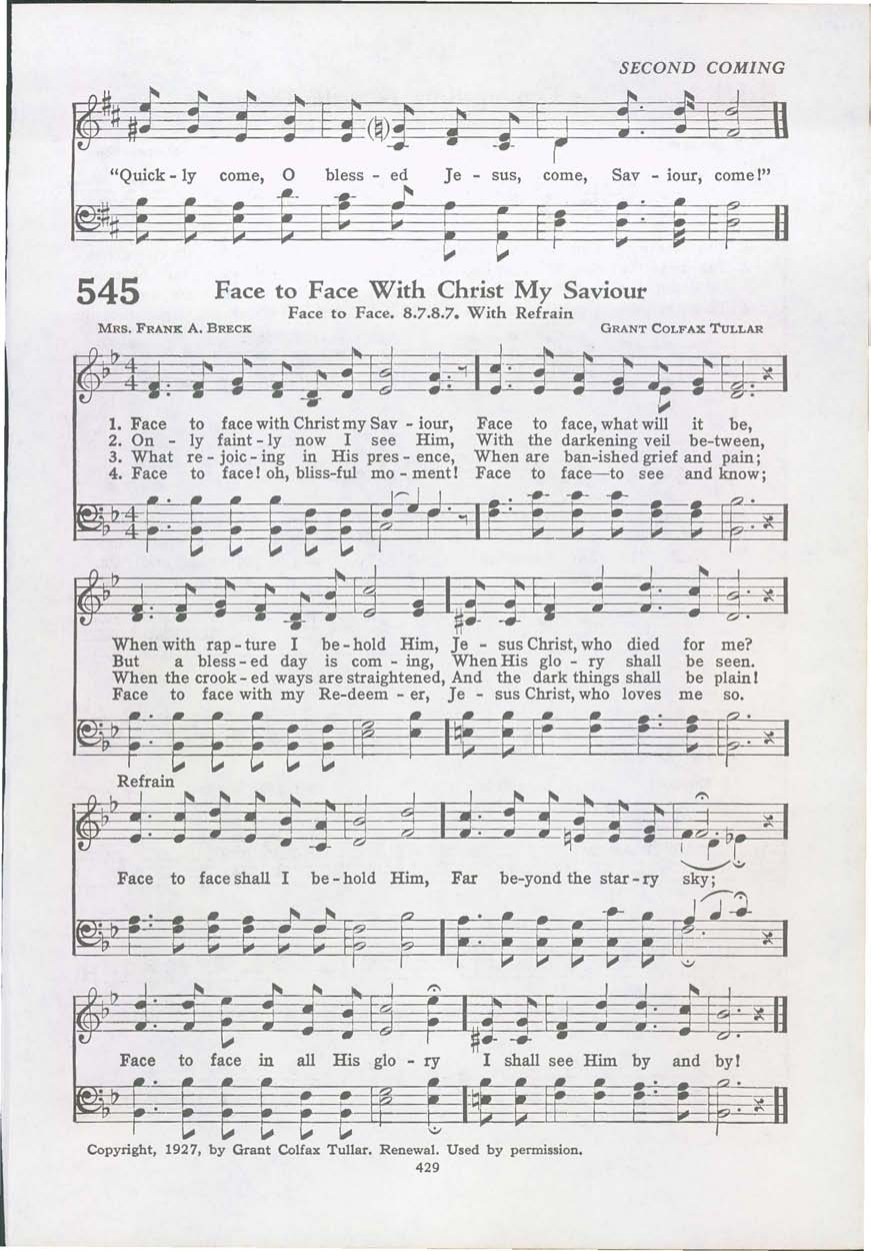 SECOND COMING
“Quick - ly come, O bless - ed Je - sus, come, Sav - iour, come!”
545 Face to Face With Christ My Saviour
Face to Face. 8.7.8.7. With Refrain
MRS. FRANK A. BRECK GRANT COLFAX TULLAR
4
4
1. Face to face with Christ my Sav - iour, Face to face, what will it be,
2. On - ly faint - ly now I see Him, With the darkening veil be-tween,
3. What re - joic - ing in His pres - ence, When are ban-ished grief and pain;
4. Face to face! oh, bliss-ful mo - ment! Face to face—to see and know;
4
4
When with rap - ture I be - hold Him, Je - sus Christ, who died for me?
But a bless - ed day is com - ing, When His glo - ry shall be seen.
When the crook - ed ways are straightened, And the dark things shall be plain!
Face to face with my Re-deem - er, Je - sus Christ, who loves me so.
Refrain
Face to face shall I be - hold Him, Far be-yond the star - ry sky;
Face to face in all His glo - ry I shall see Him by and by!
Copyright, 1927, by Grant Colfax Tullar. Renewal. Used by permission.
429